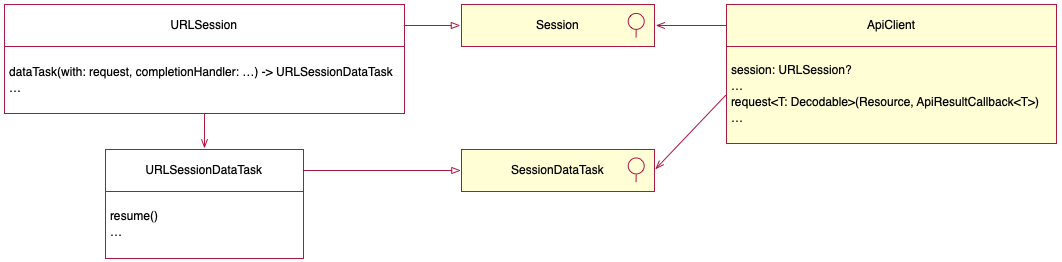 URLSession
dataTask(with: request, completionHandler: ...) -> URLSessionDataTask
...
Session
ApiClient
session: URLSession?
...
request<T: Decodable>(Resource, ApiResultCallback<T>)
...
URLSessionDataTask
resume()
...
SessionDataTask